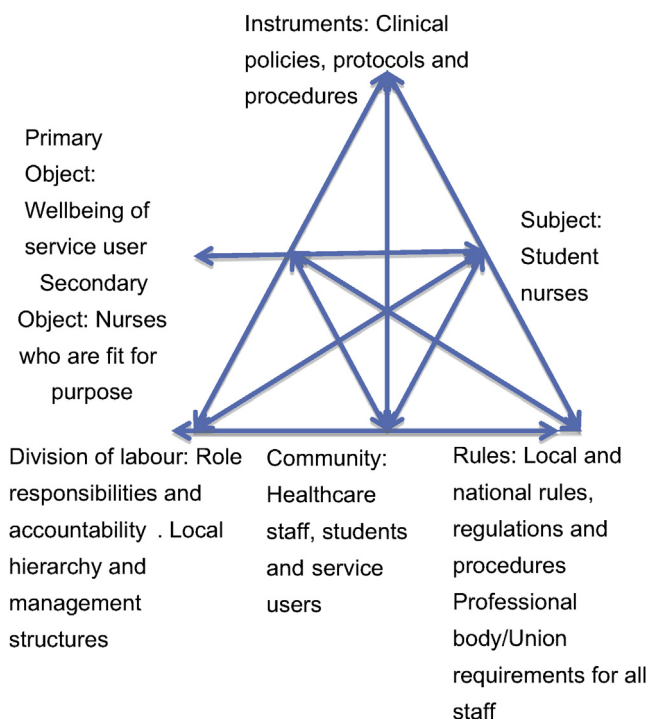 Instruments: Clinical
policies, protocols and
procedures
Primary
Object:
Wellbeing of
service user
Secondary
Object: Nurses
who are fit for
purpose
Subject:
Student
nurses
Division of labour: Role
responsibilities and
accountability . Local
hierarchy and
management
structures
Community:
Healthcare
staff, students
and service
users
Rules: Local and
national rules,
regulations and
procedures
Professional
body/Union
requirements for all
staff